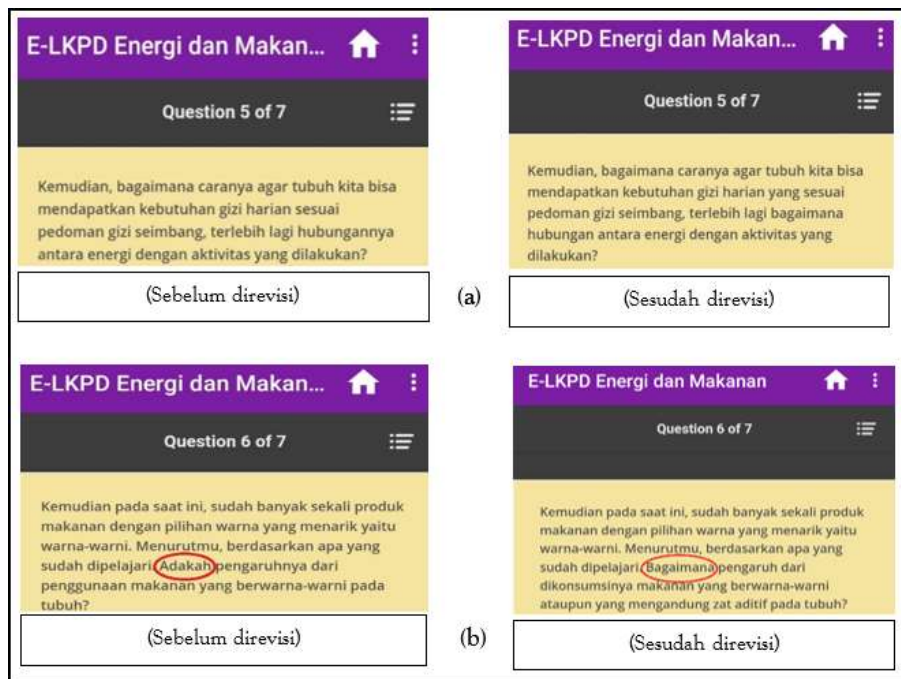 E-LKPD Energi dan Makan...
Question 5 of 7
Kemudian, bagaimana caranya agar tubuh kita bisa
mendapatkan kebutuhan gizi harian sesuai
pedoman gizi seimbang, terlebih lagi hubungannya
antara energi dengan aktivitas yang dilakukan?
(Sebelum direvisi)
(a)
E-LKPD Energi dan Makan...
Question 5 of 7
Kemudian, bagaimana caranya agar tubuh kita bisa
mendapatkan kebutuhan gizi harian yang sesuai
pedoman gizi seimbang, terlebih lagi bagaimana
hubungan antara energi dengan aktivitas yang
dilakukan?
(Sesudah direvisi)
E-LKPD Energi dan Makan...
Question 6 of 7
Kemudian pada saat ini, sudah banyak sekali produk
makanan dengan pilihan warna yang menarik yaitu
warna-warni. Menurutmu, berdasarkan apa yang
sudah dipelajari. Adakah pengaruhnya dari
penggunaan makanan yang berwarna-warni pada
tubuh?
(Sebelum direvisi)
(b)
E-LKPD Energi dan Makanan
Question 6 of 7
Kemudian pada saat ini, sudah banyak sekali produk
makanan dengan pilihan warna yang menarik yaitu
warna-warni. Menurutmu, berdasarkan apa yang
sudah dipelajari. Bagaimana pengaruh dari
dikonsumsinya makanan yang berwarna-warni
ataupun yang mengandung zat aditif pada tubuh?
(Sesudah direvisi)